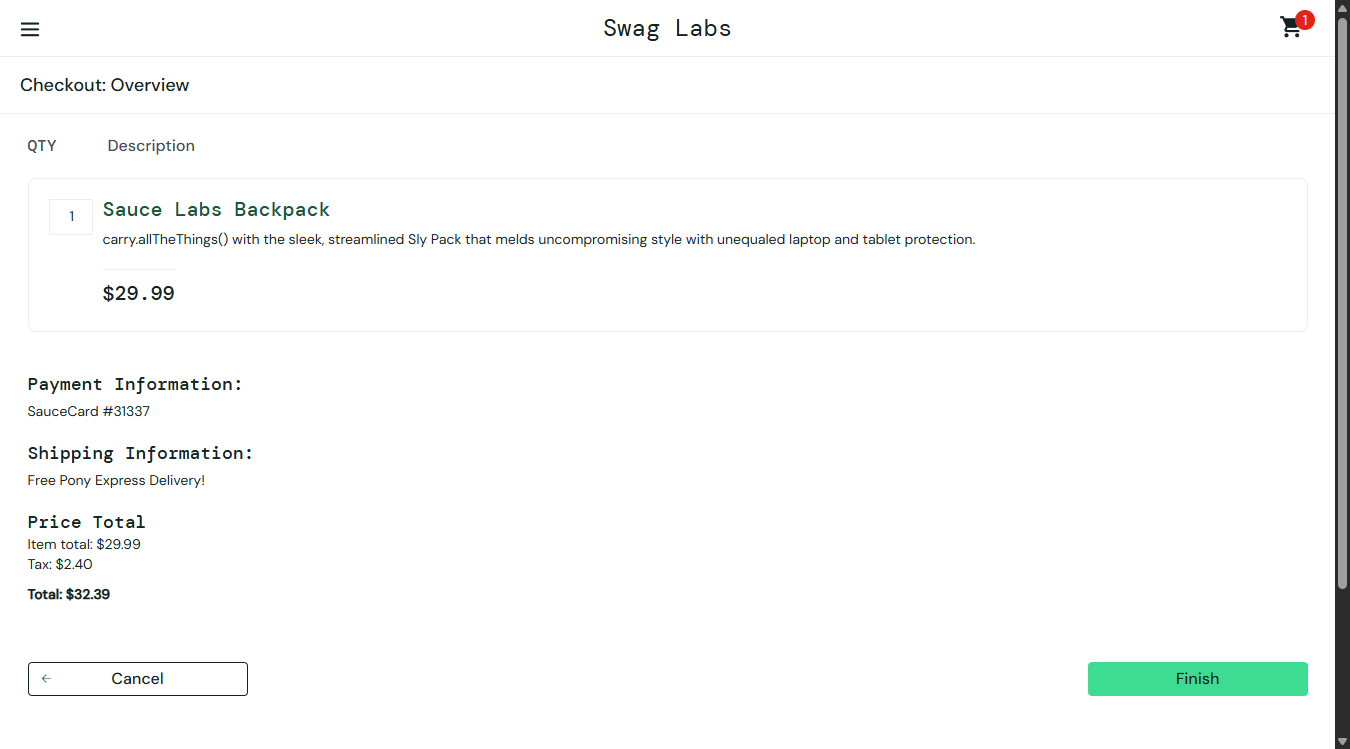 Swag Labs
1
Checkout: Overview
QTY Description
1
Sauce Labs Backpack
carry.allTheThings() with the sleek, streamlined Sly Pack that melds uncompromising style with unequaled laptop and tablet protection.
$29.99
Payment Information:
SauceCard #31337
Shipping Information:
Free Pony Express Delivery!
Price Total
Item total: $29.99
Tax: $2.40
Total: $32.39
Cancel
Finish